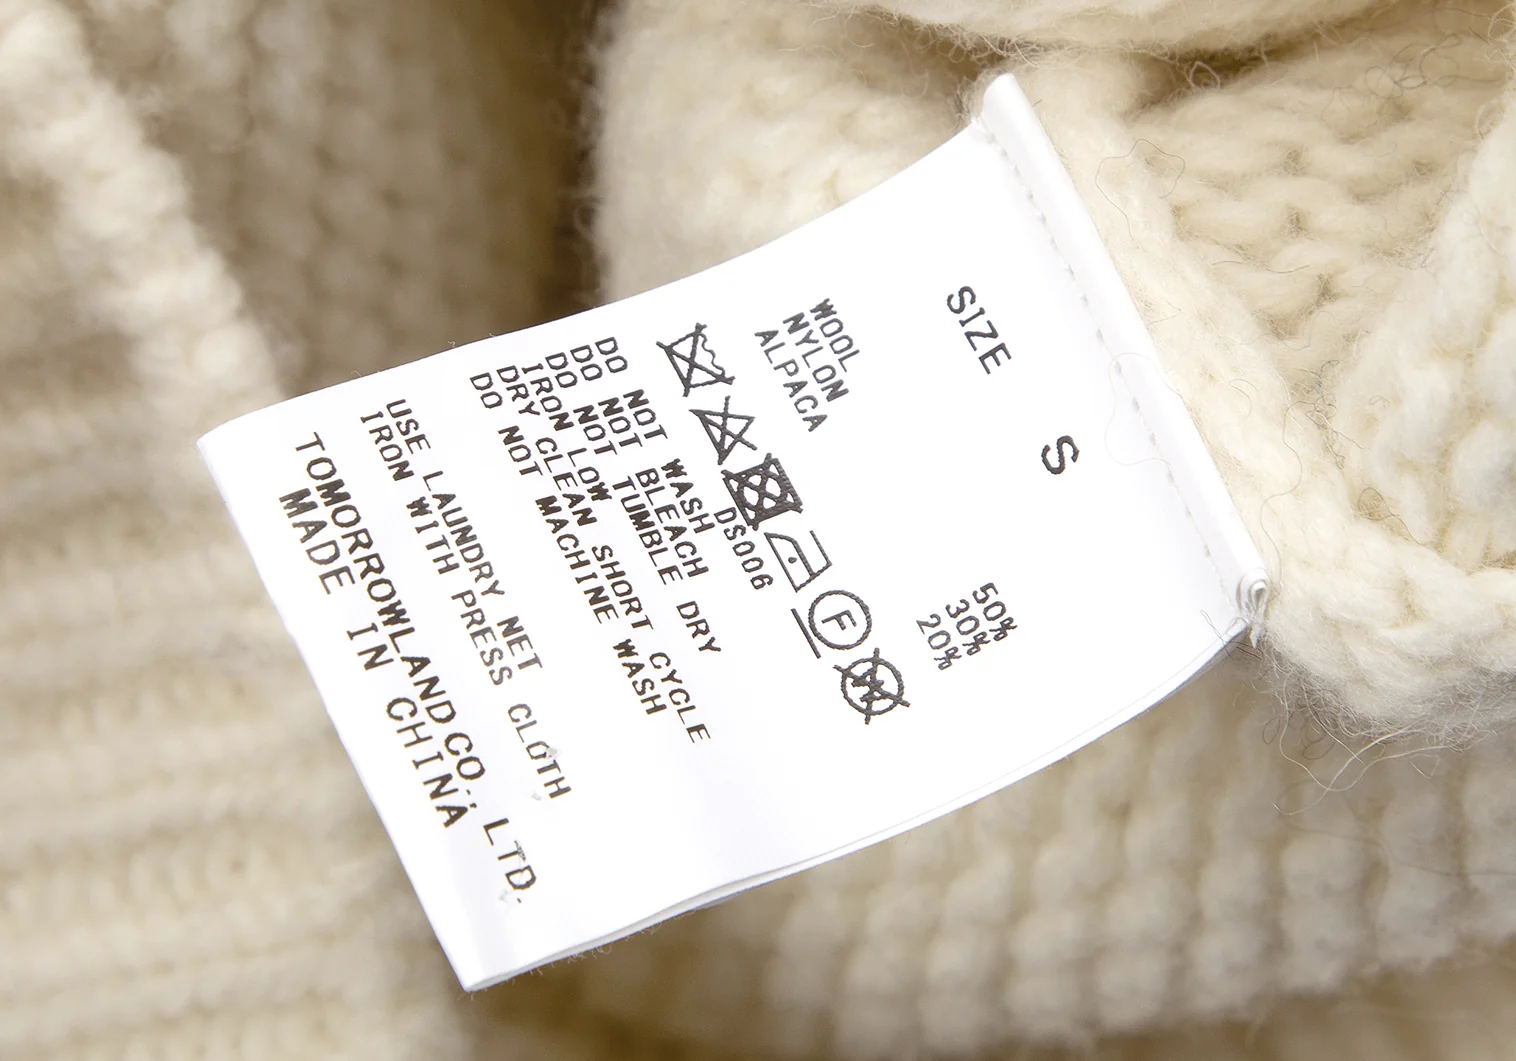 SIZE S
WOOL 50%
NYLON 30%
ALPACA 20%
F
W
DS006
DO NOT WASH
DO NOT BLEACH
DO NOT TUMBLE DRY
IRON LOW
DRY CLEAN SHORT CYCLE
DO NOT MACHINE WASH
USE LAUNDRY NET
IRON WITH PRESS CLOTH
TOMORROWLAND CO., LTD.
MADE IN CHINA